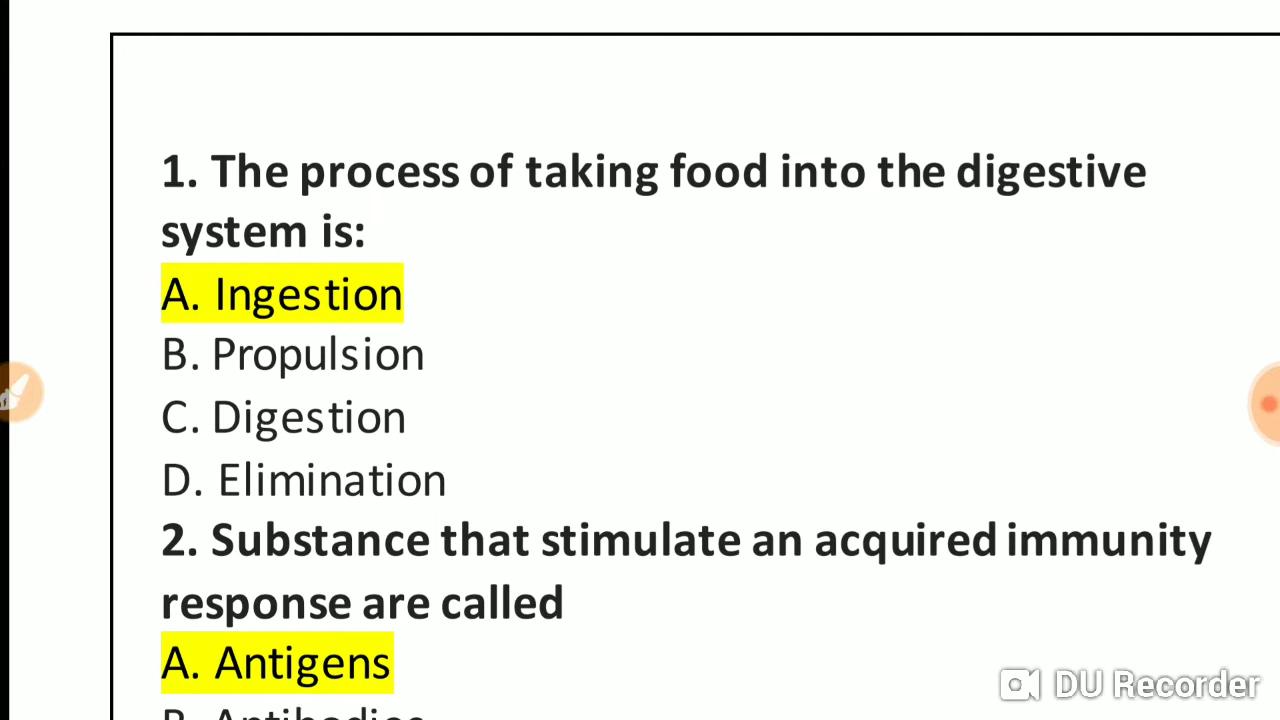 1. The process of taking food into the digestive
system is:
A. Ingestion
B. Propulsion
C. Digestion
D. Elimination
2. Substance that stimulate an acquired immunity
response are called
A. Antigens
DU Recorder